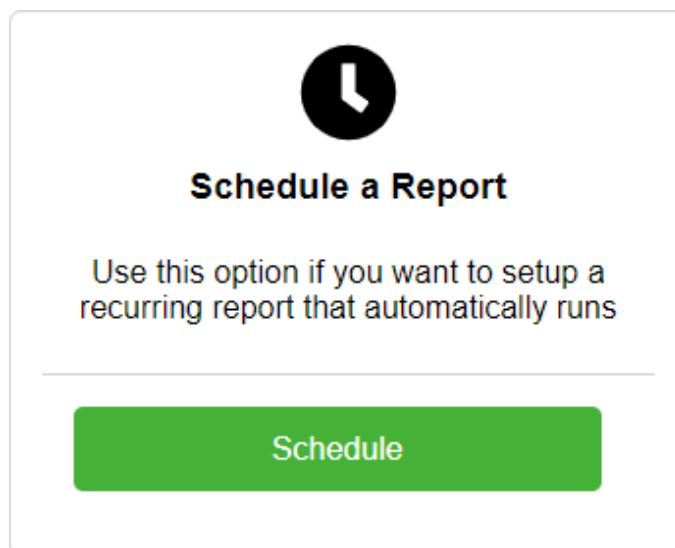 Schedule a Report
Use this option if you want to setup a
recurring report that automatically runs
Schedule